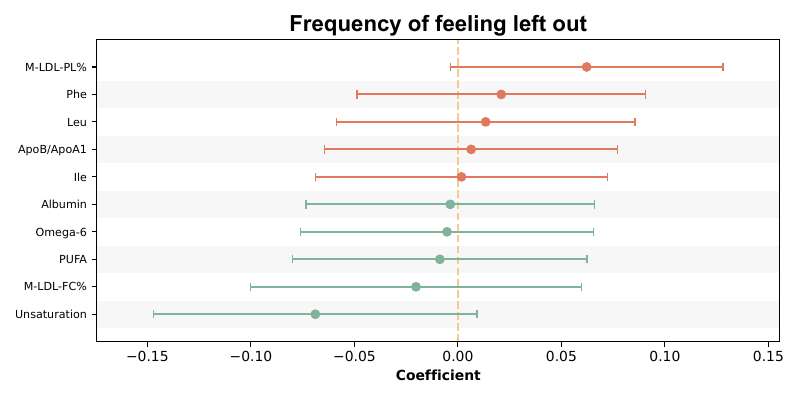 Frequency of feeling left out
M-LDL-PL%
Phe
Leu
ApoB/ApoA1
Ile
Albumin
Omega-6
PUFA
M-LDL-FC%
Unsaturation
−0.15 −0.10 −0.05 0.00 0.05 0.10 0.15
Coefficient